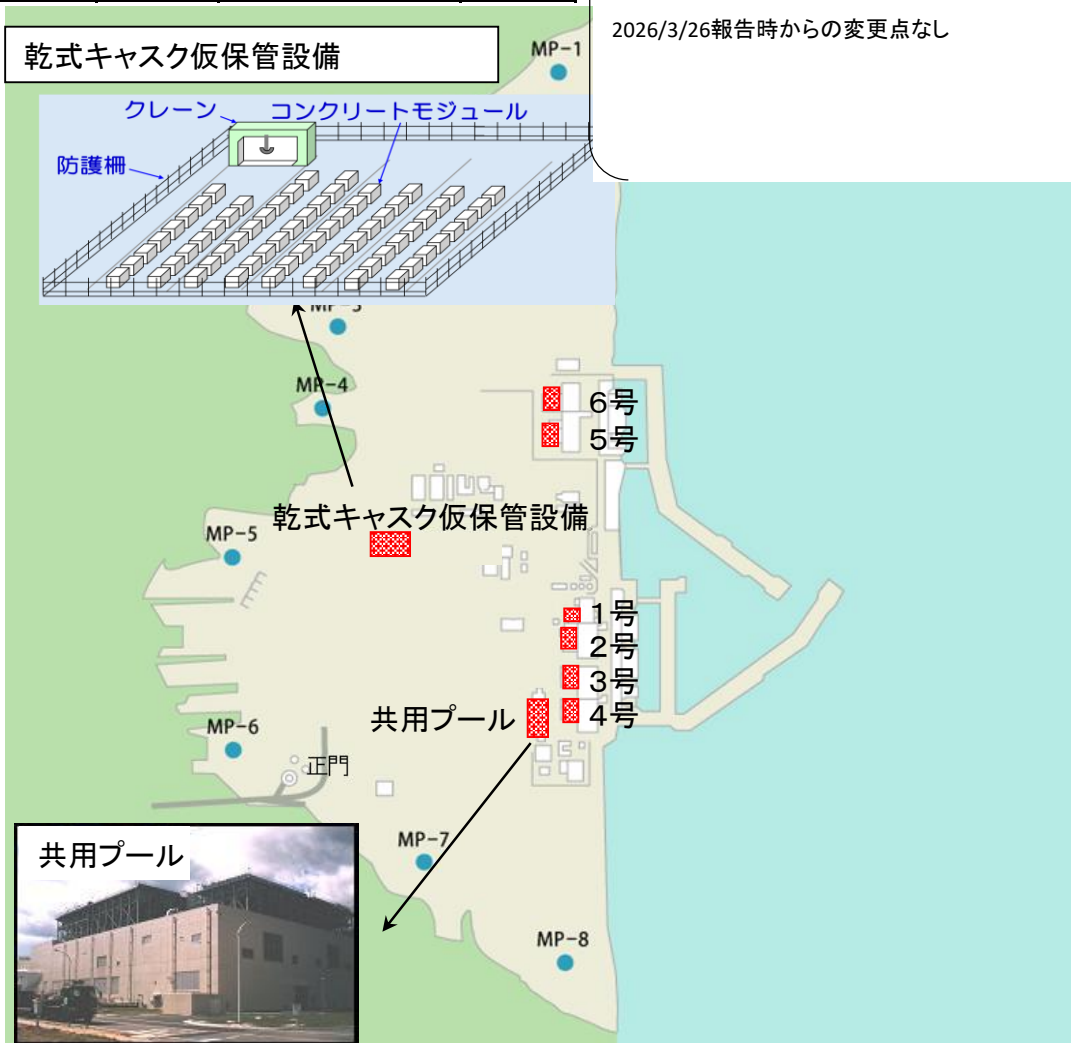 2026/3/26報告時からの変更点なし
乾式キャスク仮保管設備
MP-1
クレーン
コンクリートモジュール
防護柵
MP-3
MP-4
6号
5号
乾式キャスク仮保管設備
MP-5
1号
2号
3号
共用プール
4号
MP-6
正門
MP-7
共用プール
MP-8